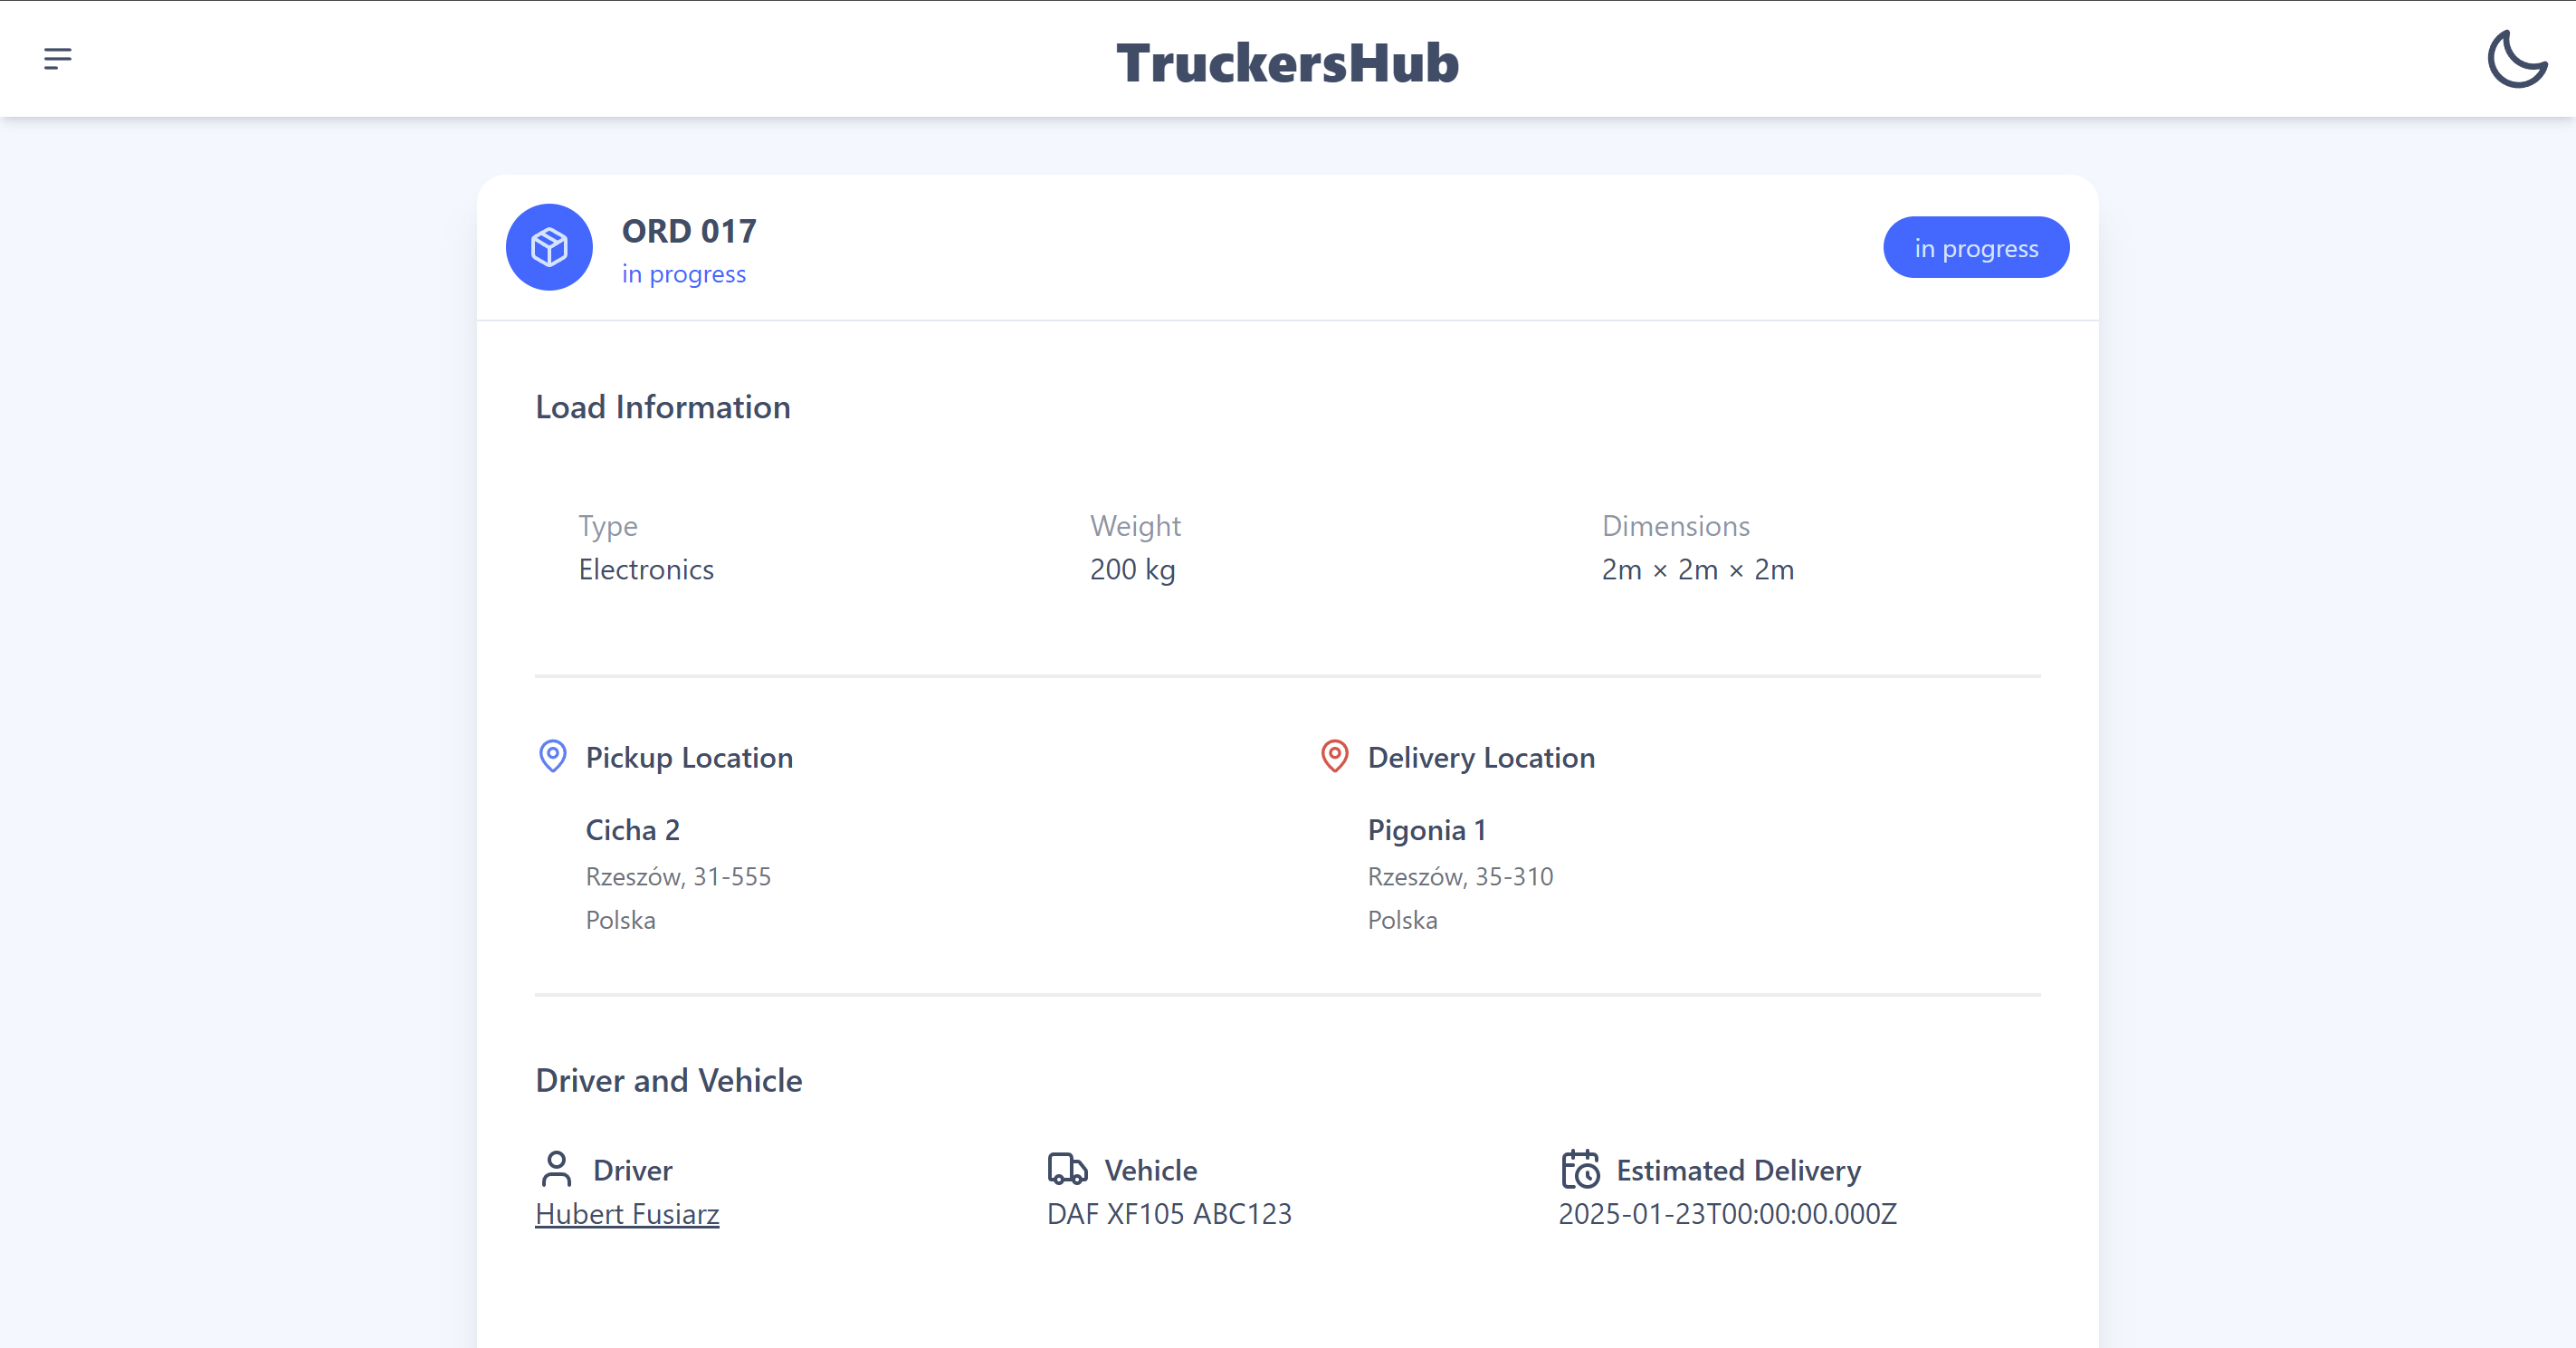 TruckersHub
ORD 017
in progress
in progress
Load Information
Type
Electronics
Weight
200 kg
Dimensions
2m × 2m × 2m
Pickup Location
Cicha 2
Rzeszów, 31-555
Polska
Delivery Location
Pigonia 1
Rzeszów, 35-310
Polska
Driver and Vehicle
Driver
Hubert Fusiarz
Vehicle
DAF XF105 ABC123
Estimated Delivery
2025-01-23T00:00:00.000Z